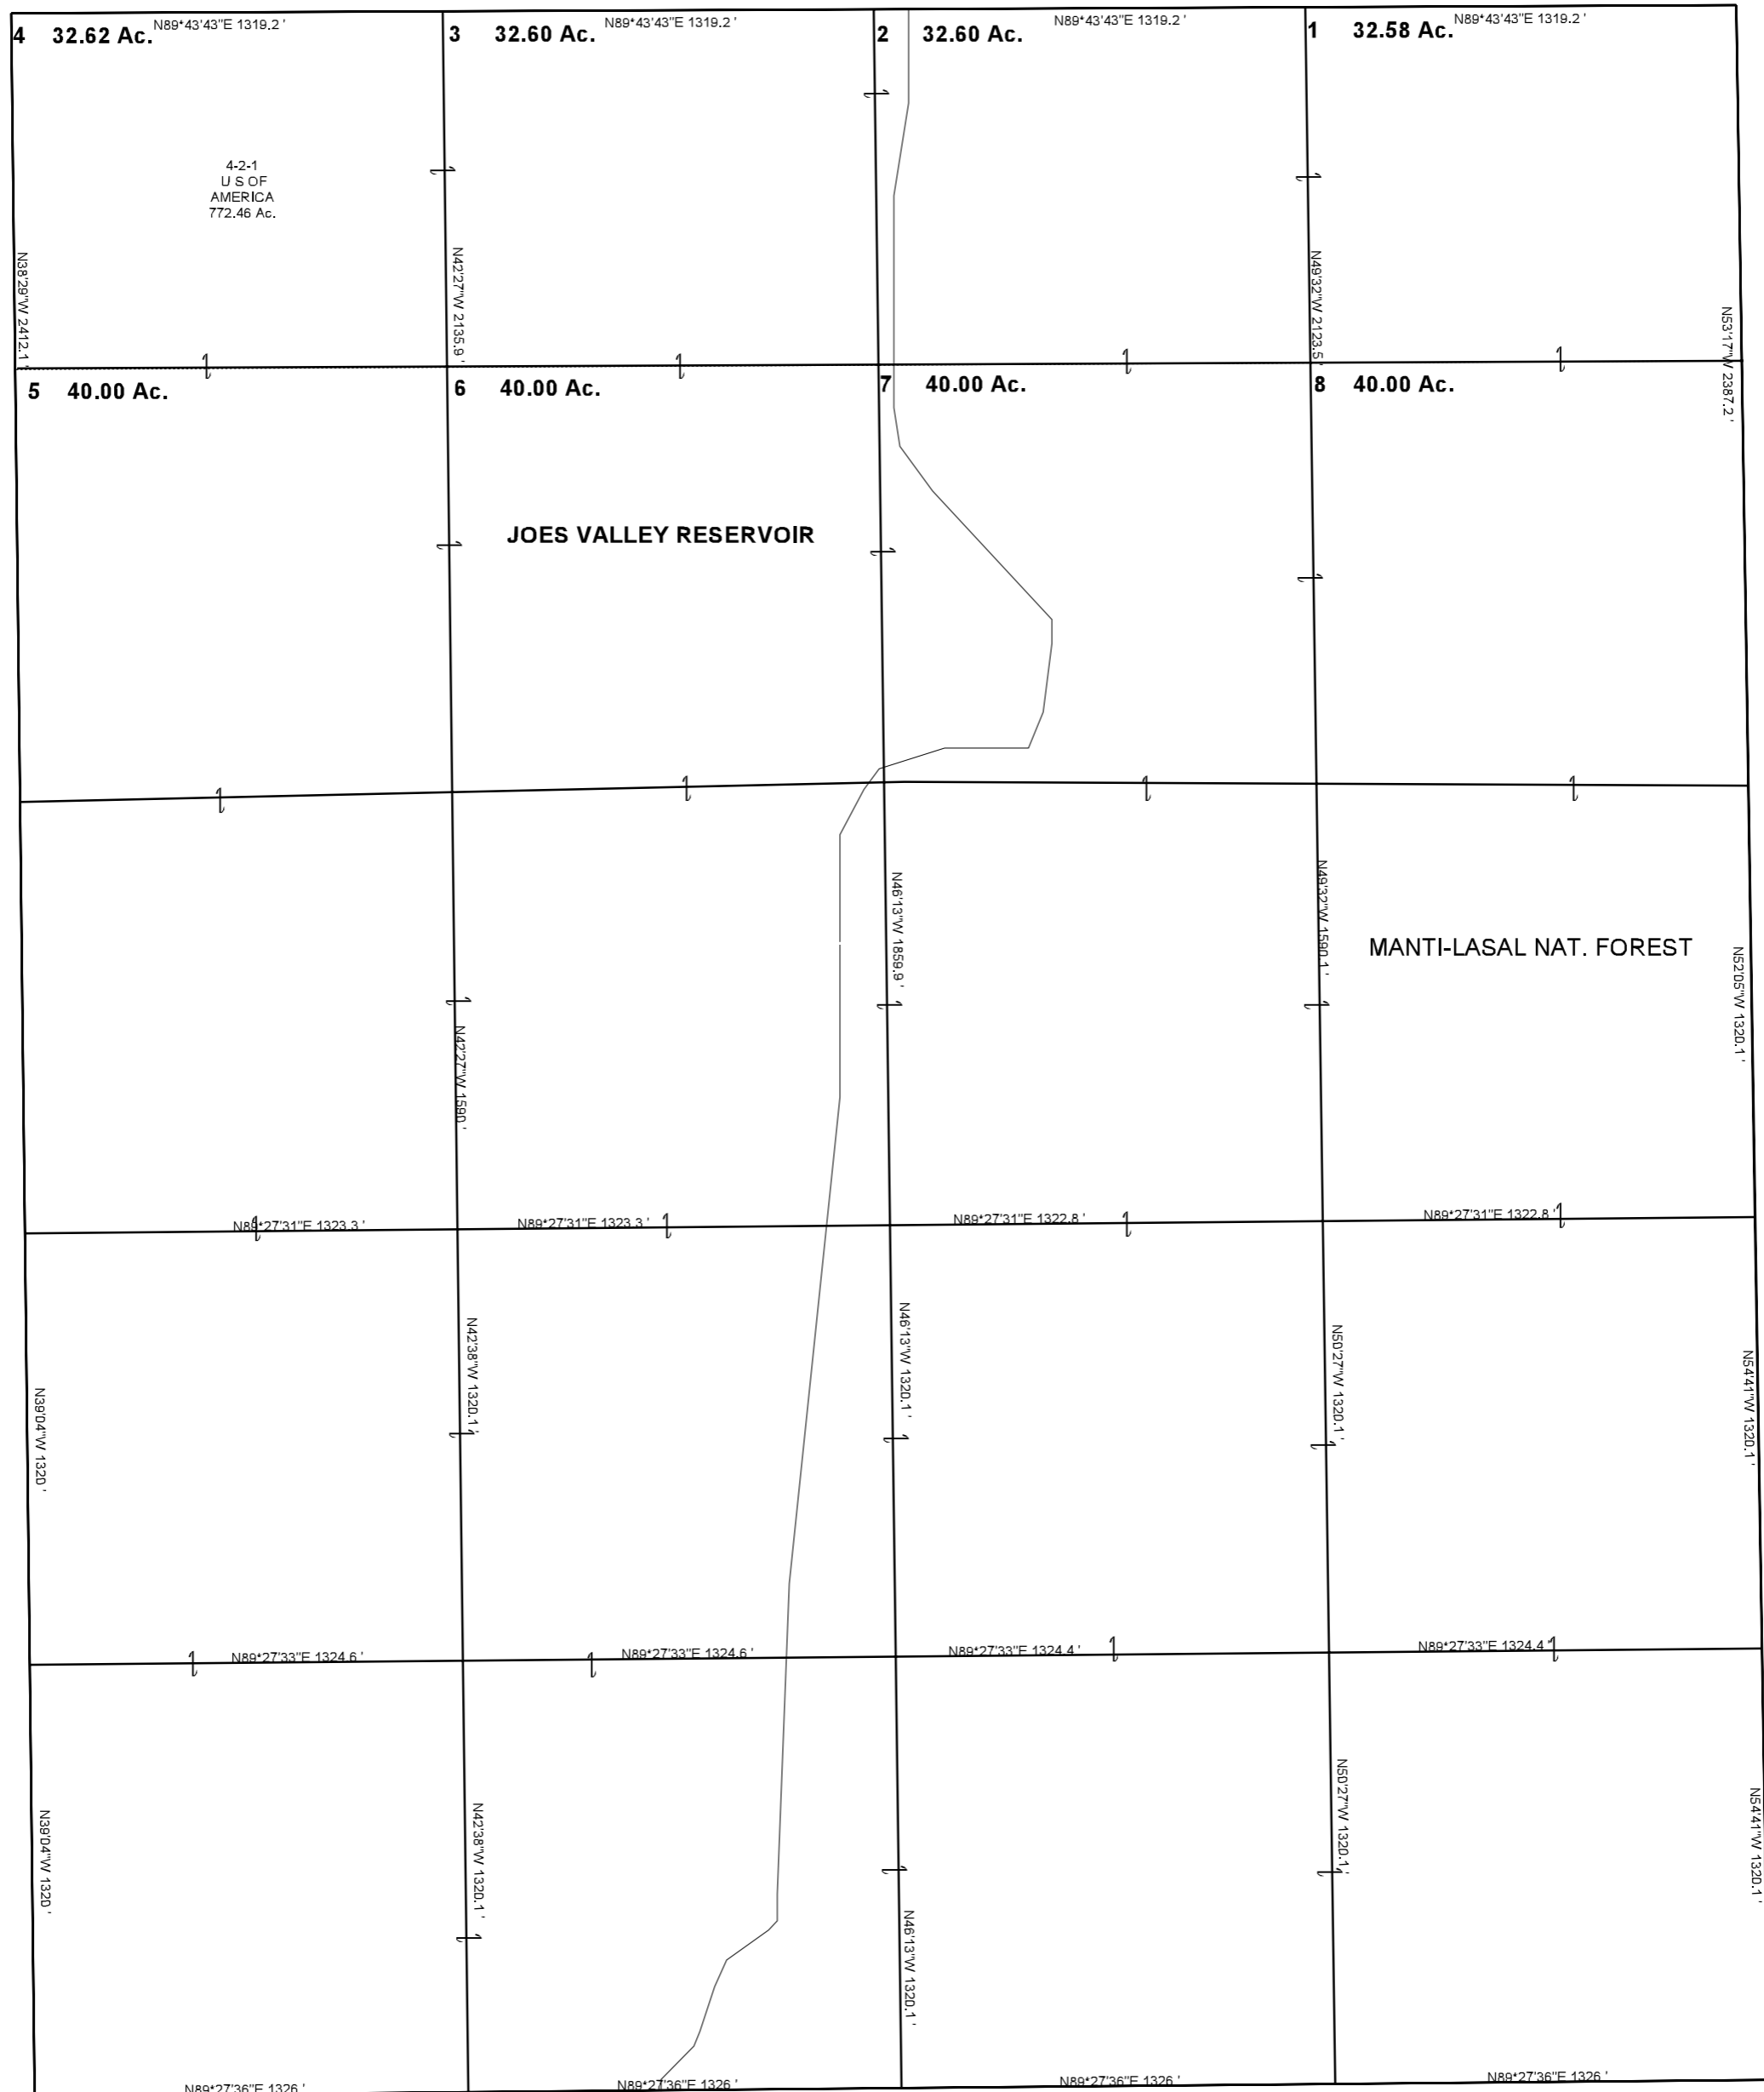 4 32.62 Ac. N89*43'43"E 1319.2 '
3 32.60 Ac. N89*43'43"E 1319.2 '
2 32.60 Ac. N89*43'43"E 1319.2 '
1 32.58 Ac. N89*43'43"E 1319.2 '
4-2-1
U S OF
AMERICA
772.46 Ac.
N38'29"W 2412.1 '
N42'27"W 2135.9 '
N49'32"W 2123.5 '
N53'17"W 2387.2 '
5 40.00 Ac.
6 40.00 Ac.
7 40.00 Ac.
8 40.00 Ac.
JOES VALLEY RESERVOIR
N46'13"W 1859.9 '
N49'32"W 1590.1 '
MANTI-LASAL NAT. FOREST
N52'05"W 1320.1 '
N42'27"W 1590 '
N89*27'31"E 1323.3 '
N89*27'31"E 1323.3 '
N89*27'31"E 1322.8 '
N89*27'31"E 1322.8 '
N39'04"W 1320 '
N42'38"W 1320.1 '
N46'13"W 1320.1 '
N50'27"W 1320.1 '
N54'41"W 1320.1 '
N89*27'33"E 1324.6 '
N89*27'33"E 1324.6 '
N89*27'33"E 1324.4 '
N89*27'33"E 1324.4 '
N39'04"W 1320 '
N42'38"W 1320.1 '
N46'13"W 1320.1 '
N50'27"W 1320.1 '
N54'41"W 1320.1 '
N89*27'36"E 1326 '
N89*27'36"E 1326 '
N89*27'36"E 1326 '
N89*27'36"E 1326 '